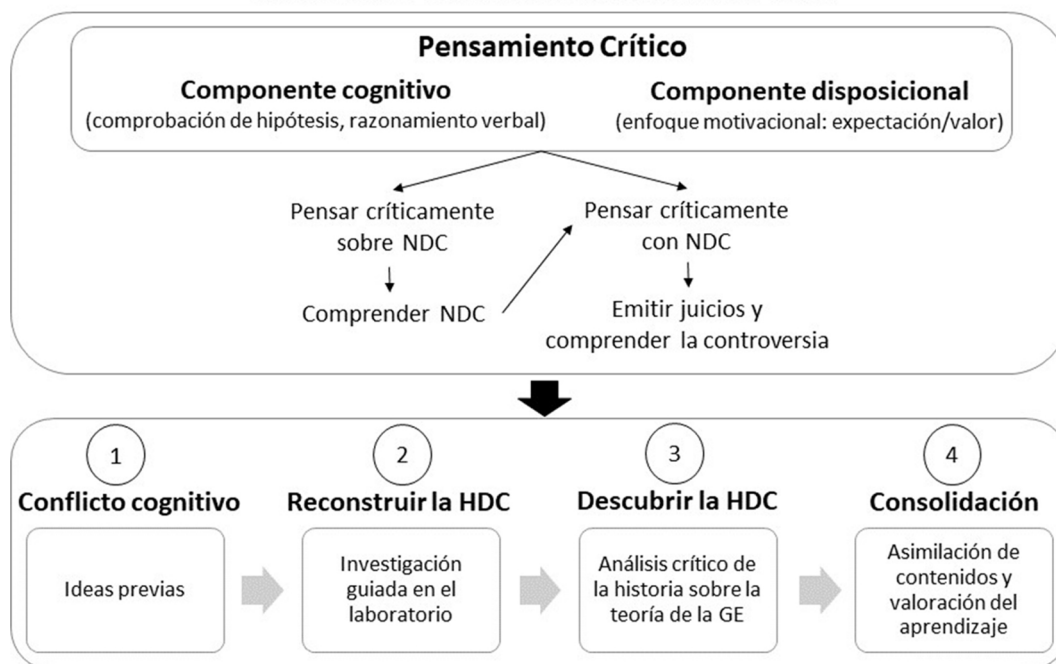 Pensamiento Crítico
Componente cognitivo
(comprobación de hipótesis, razonamiento verbal)
Componente disposicional
(enfoque motivacional: expectación/valor)
Pensar críticamente
sobre NDC
Comprender NDC
Pensar críticamente
con NDC
Emitir juicios y
comprender la controversia
1
Conflicto cognitivo
Ideas previas
2
Reconstruir la HDC
Investigación
guiada en el
laboratorio
3
Descubrir la HDC
Análisis crítico de
la historia sobre la
teoría de la GE
4
Consolidación
Asimilación de
contenidos y
valoración del
aprendizaje